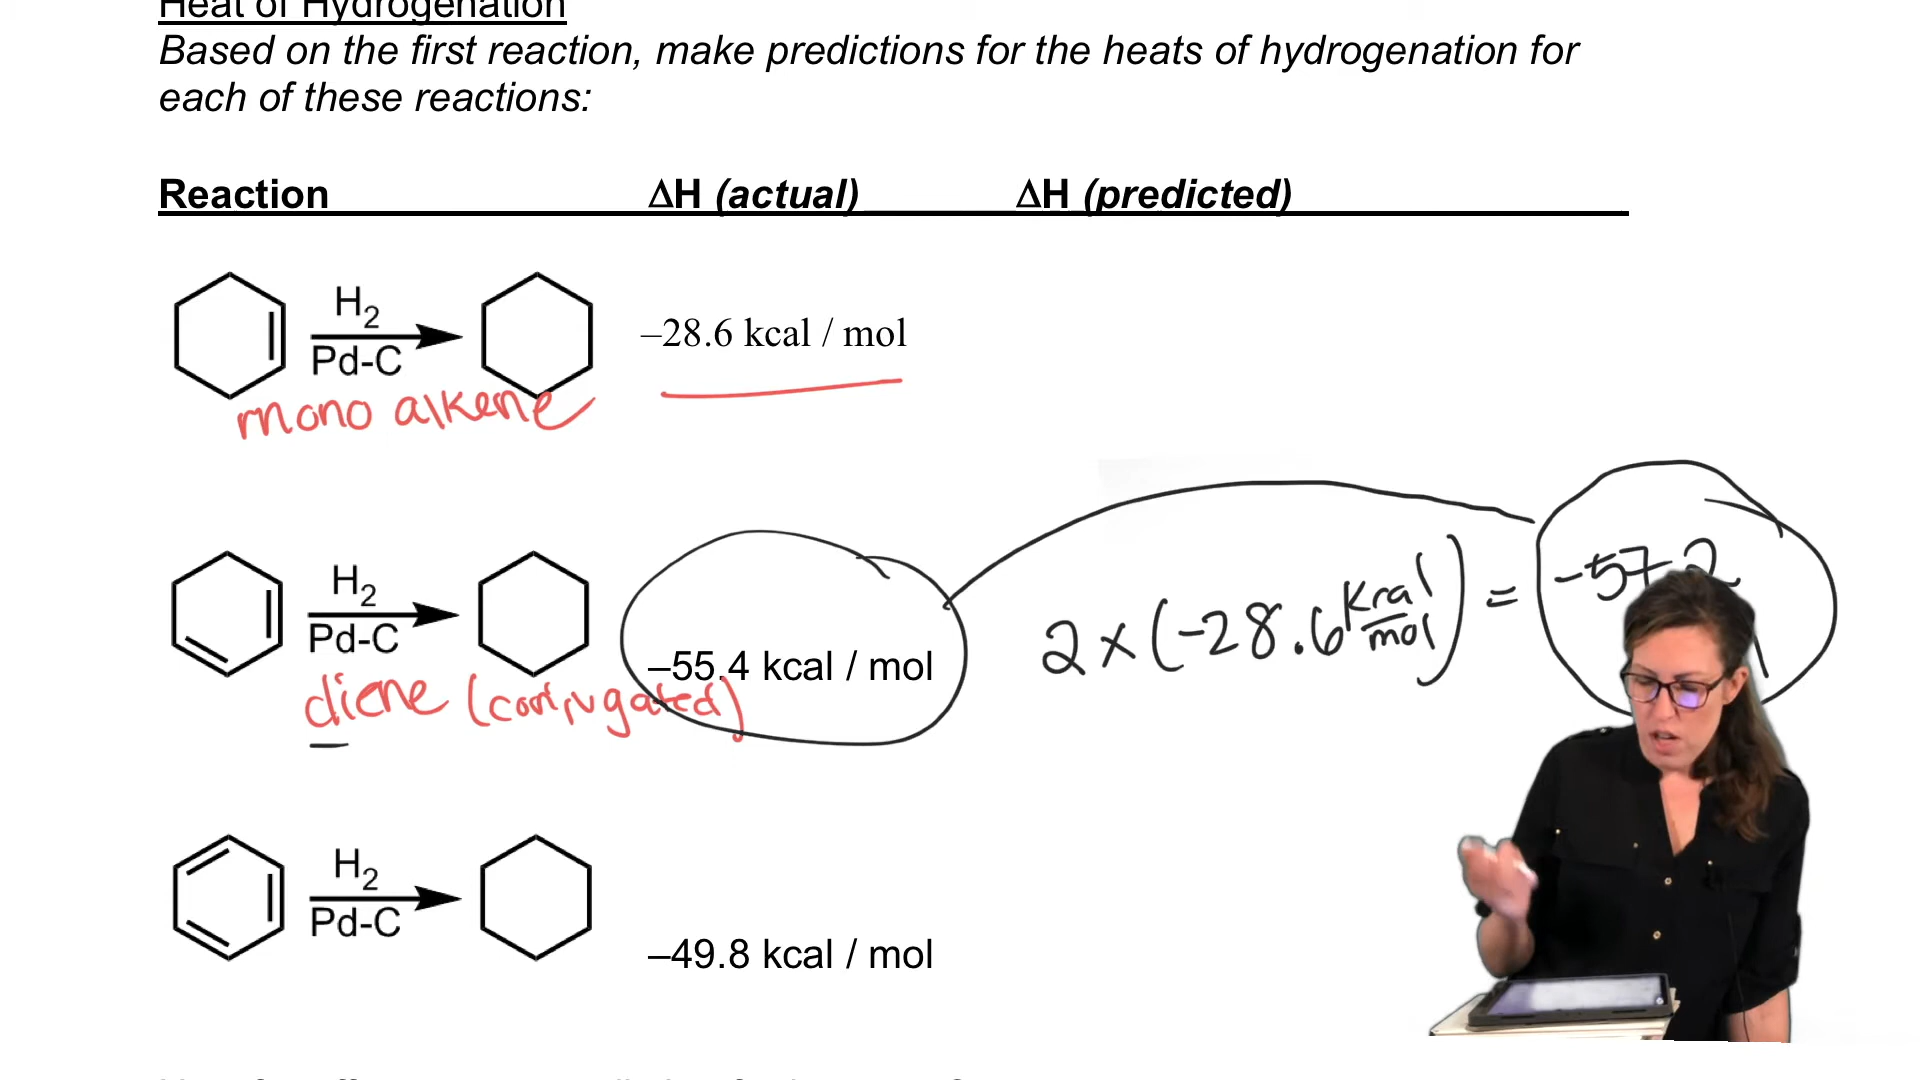 Heat of Hydrogenation
Based on the first reaction, make predictions for the heats of hydrogenation for
each of these reactions:
Reaction ΔH (actual) ΔH (predicted)
H2
Pd-C
–28.6 kcal / mol
mono alkene
H2
Pd-C
–55.4 kcal / mol
2 x (-28.6 kcal/mol) =
diene (conjugated)
H2
Pd-C
–49.8 kcal / mol